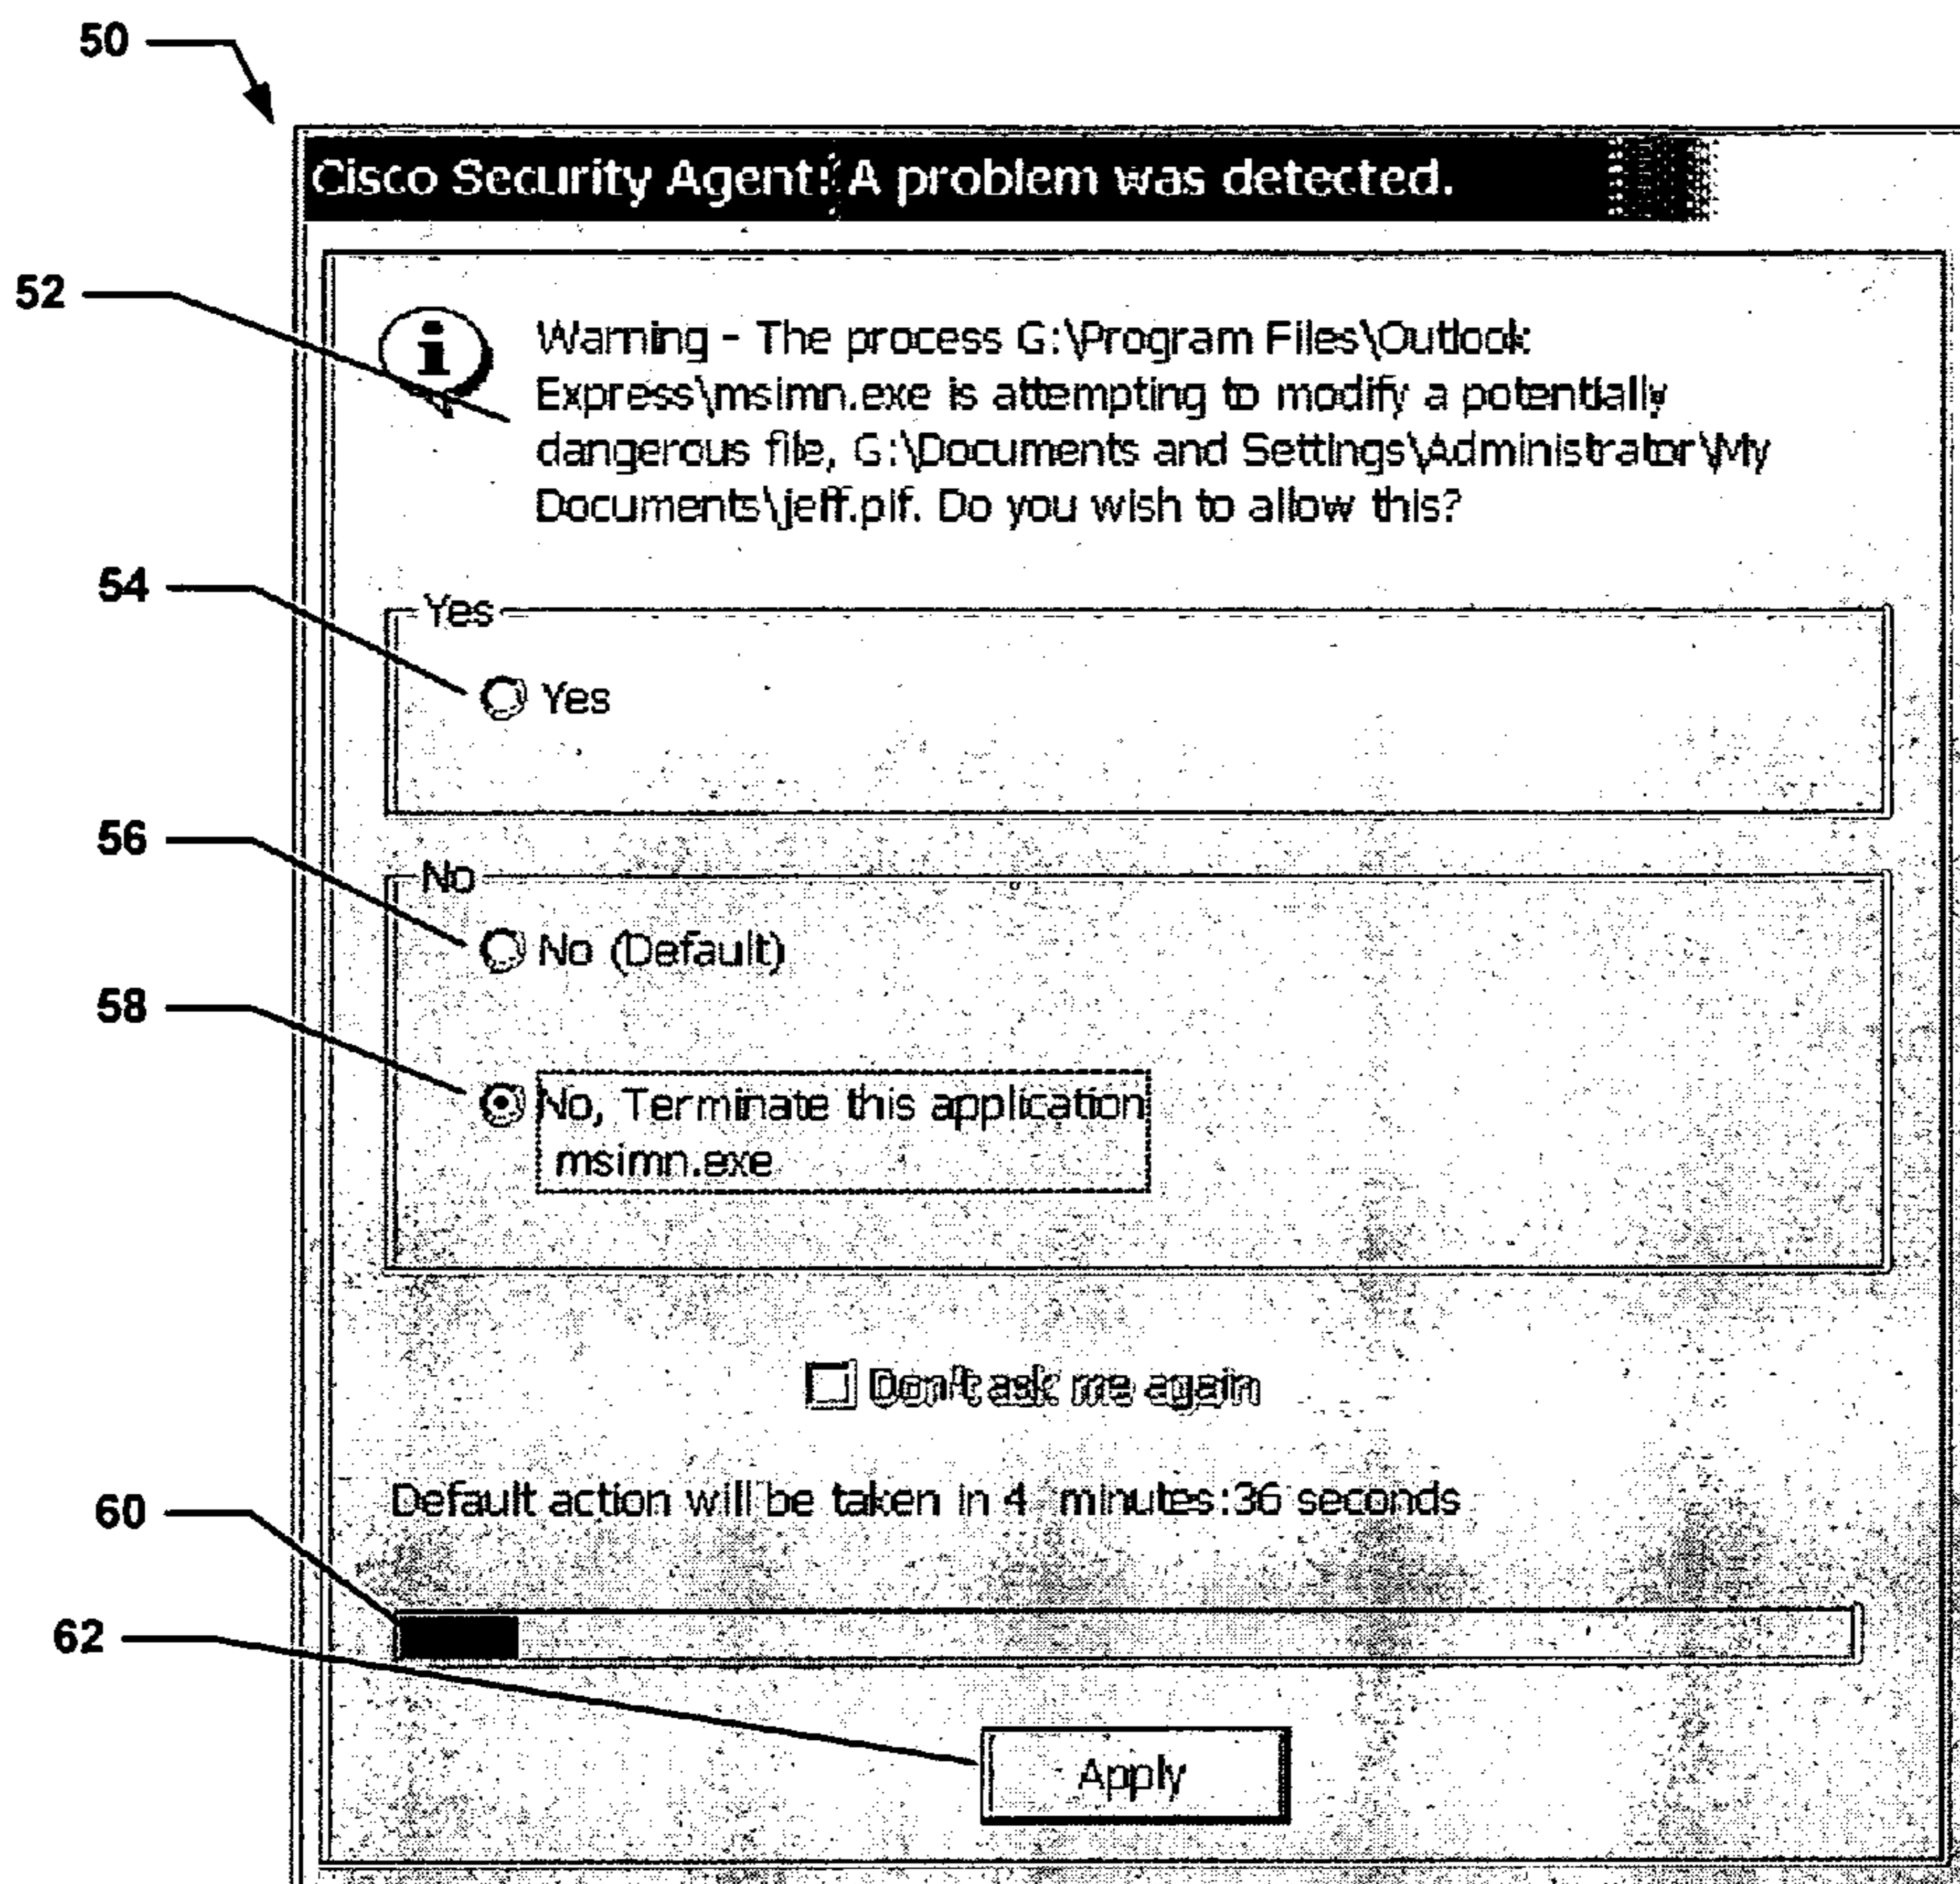 50
Cisco Security Agent: A problem was detected.
52
Warning - The process G:\Program Files\Outlook
Express\msimn.exe is attempting to modify a potentially
dangerous file, G:\Documents and Settings\Administrator\My
Documents\jeff.pif. Do you wish to allow this?
54
Yes
Yes
56
No
No (Default)
58
No, Terminate this application
msimn.exe
Don't ask me again
Default action will be taken in 4 minutes:36 seconds
60
62
Apply